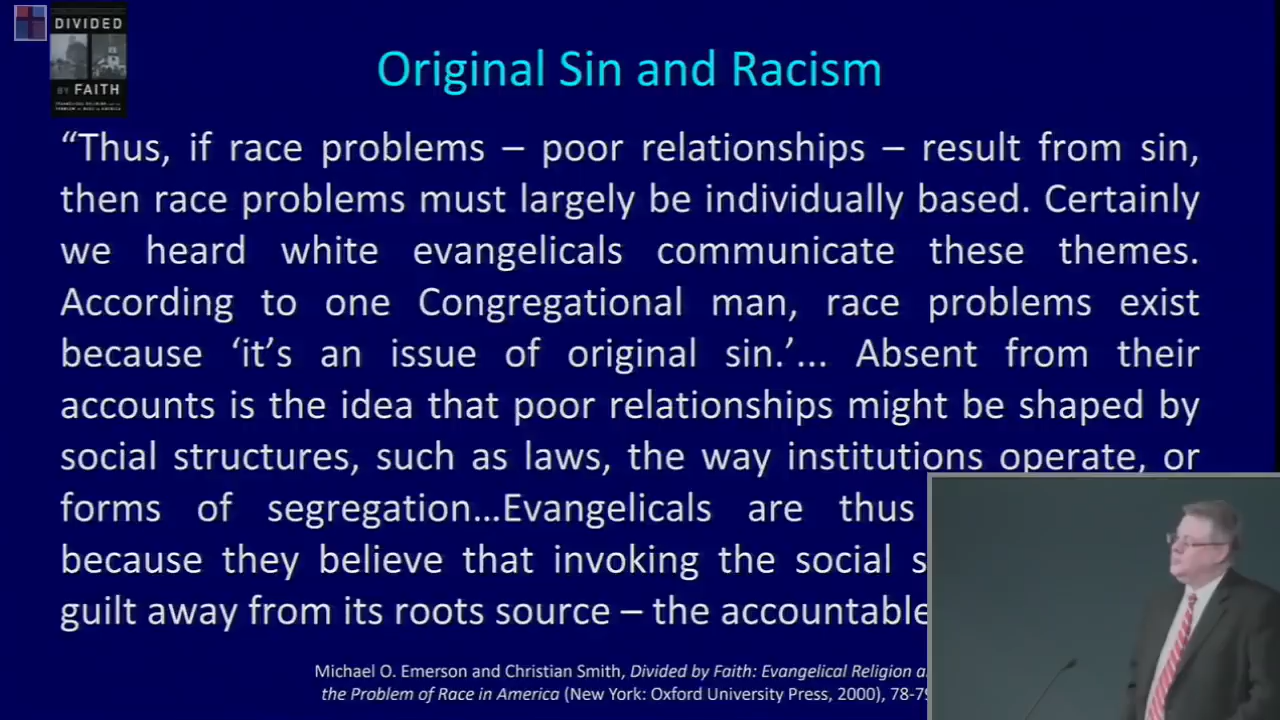 DIVIDED
BY FAITH
Original Sin and Racism
“Thus, if race problems – poor relationships – result from sin,
then race problems must largely be individually based. Certainly
we heard white evangelicals communicate these themes.
According to one Congregational man, race problems exist
because ‘it’s an issue of original sin.’... Absent from their
accounts is the idea that poor relationships might be shaped by
social structures, such as laws, the way institutions operate, or
forms of segregation…Evangelicals are thus
because they believe that invoking the social s
guilt away from its roots source – the accountable
Michael O. Emerson and Christian Smith, Divided by Faith: Evangelical Religion a
the Problem of Race in America (New York: Oxford University Press, 2000), 78-79